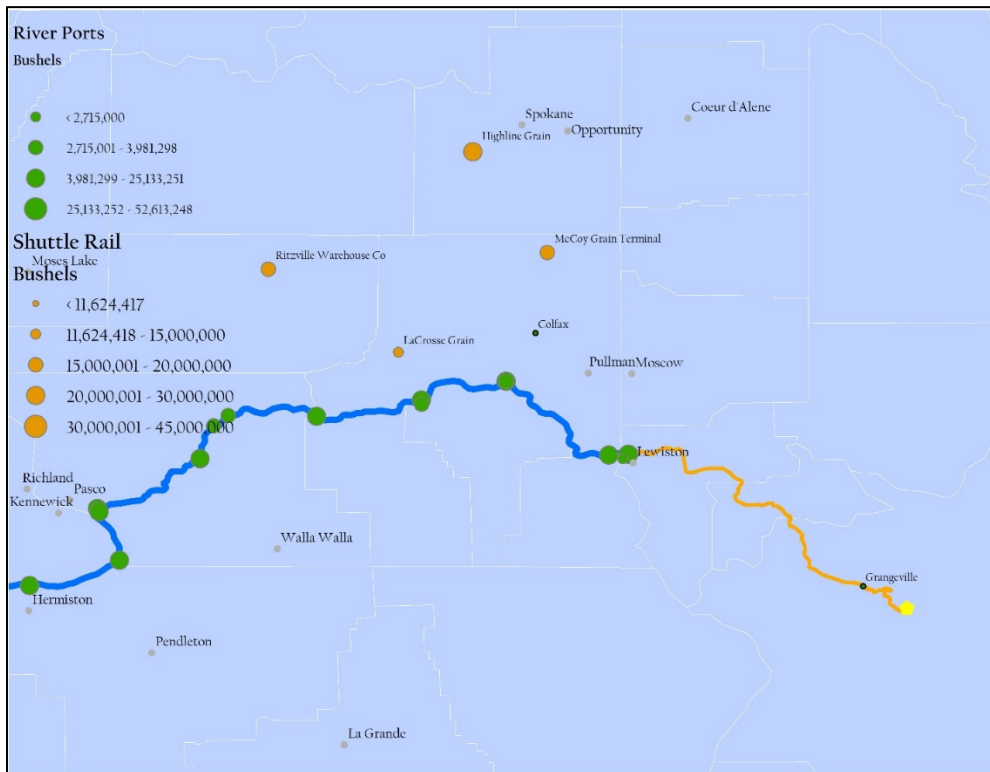 River Ports
Bushels
< 2,715,000
2,715,001 - 3,981,298
3,981,299 - 25,133,251
25,133,252 - 52,613,248
Shuttle Rail
Moses Lake
Bushels
< 11,624,417
11,624,418 - 15,000,000
15,000,001 - 20,000,000
20,000,001 - 30,000,000
30,000,001 - 45,000,000
Spokane
Coeur d'Alene
Opportunity
Highline Grain
McCoy Grain Terminal
Ritzville Warehouse Co
Colfax
LaCrosse Grain
Pullman
Moscow
Lewiston
Richland
Pasco
Kennewick
Walla Walla
Grangeville
Hermiston
Pendleton
La Grande